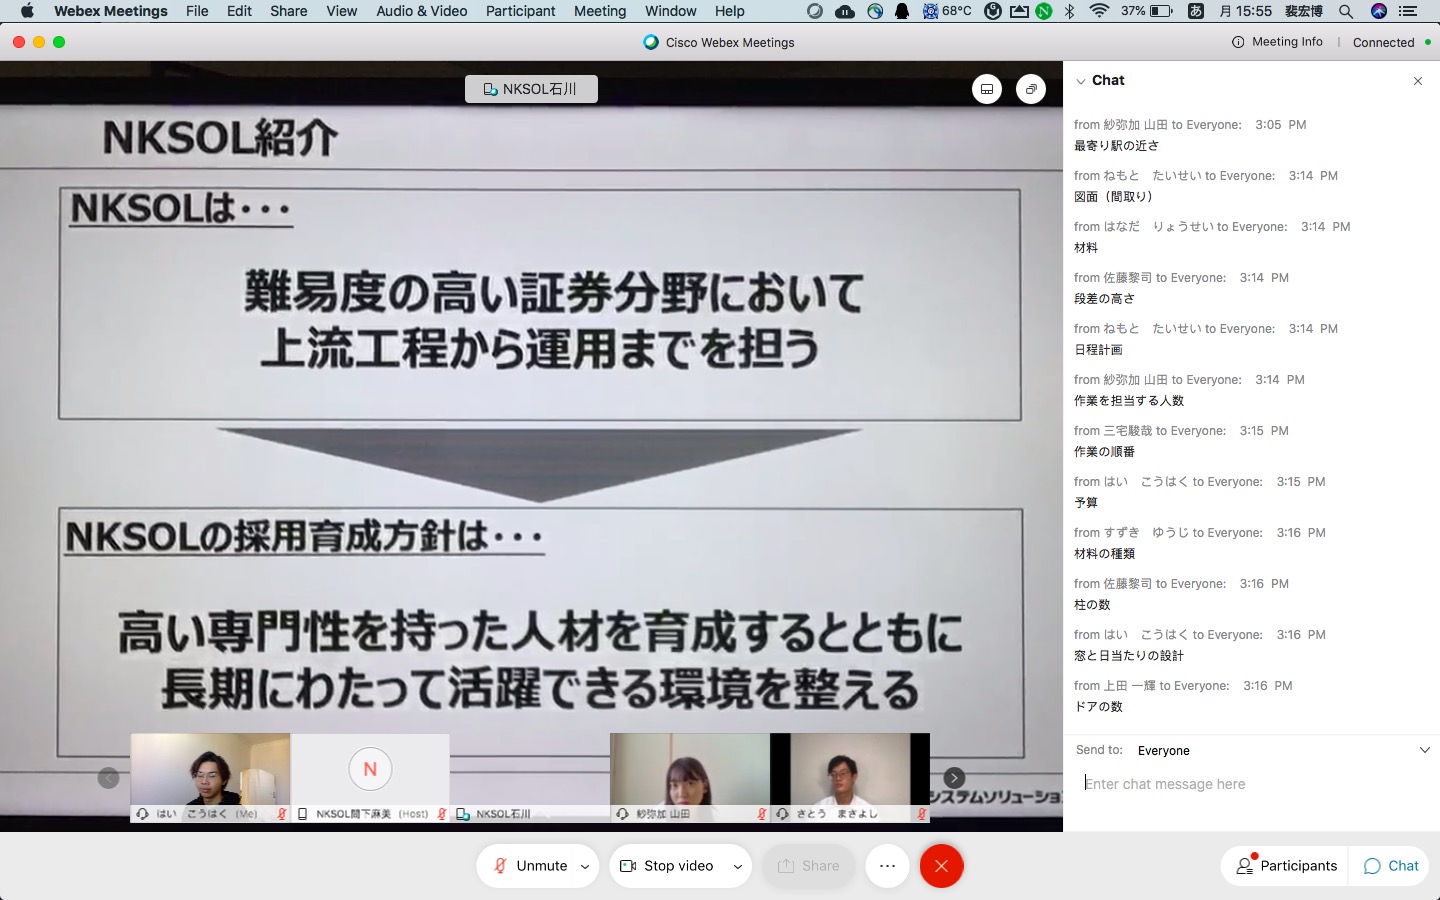 Webex Meetings File Edit Share View Audio & Video Participant Meeting Window Help 68°C 37% あ 月 15:55 裴宏博
Cisco Webex Meetings
Meeting Info
Connected
NKSOL石川
NKSOL紹介
NKSOLは・・・
難易度の高い証券分野において
上流工程から運用までを担う
NKSOLの採用育成方針は・・・
高い専門性を持った人材を育成するとともに
長期にわたって活躍できる環境を整える
システムソリューショ
N
はい こうはく (Me)
NKSOL間下麻美 (Host)
NKSOL石川
紗弥加 山田
さとう まさよし
Chat
from 紗弥加 山田 to Everyone: 3:05 PM
最寄り駅の近さ
from ねもと たいせい to Everyone: 3:14 PM
図面（間取り）
from はなだ りょうせい to Everyone: 3:14 PM
材料
from 佐藤黎司 to Everyone: 3:14 PM
段差の高さ
from ねもと たいせい to Everyone: 3:14 PM
日程計画
from 紗弥加 山田 to Everyone: 3:14 PM
作業を担当する人数
from 三宅駿哉 to Everyone: 3:15 PM
作業の順番
from はい こうはく to Everyone: 3:15 PM
予算
from すずき ゆうじ to Everyone: 3:16 PM
材料の種類
from 佐藤黎司 to Everyone: 3:16 PM
柱の数
from はい こうはく to Everyone: 3:16 PM
窓と日当たりの設計
from 上田 一輝 to Everyone: 3:16 PM
ドアの数
Send to: Everyone
Enter chat message here
Unmute
Stop video
Share
Participants
Chat